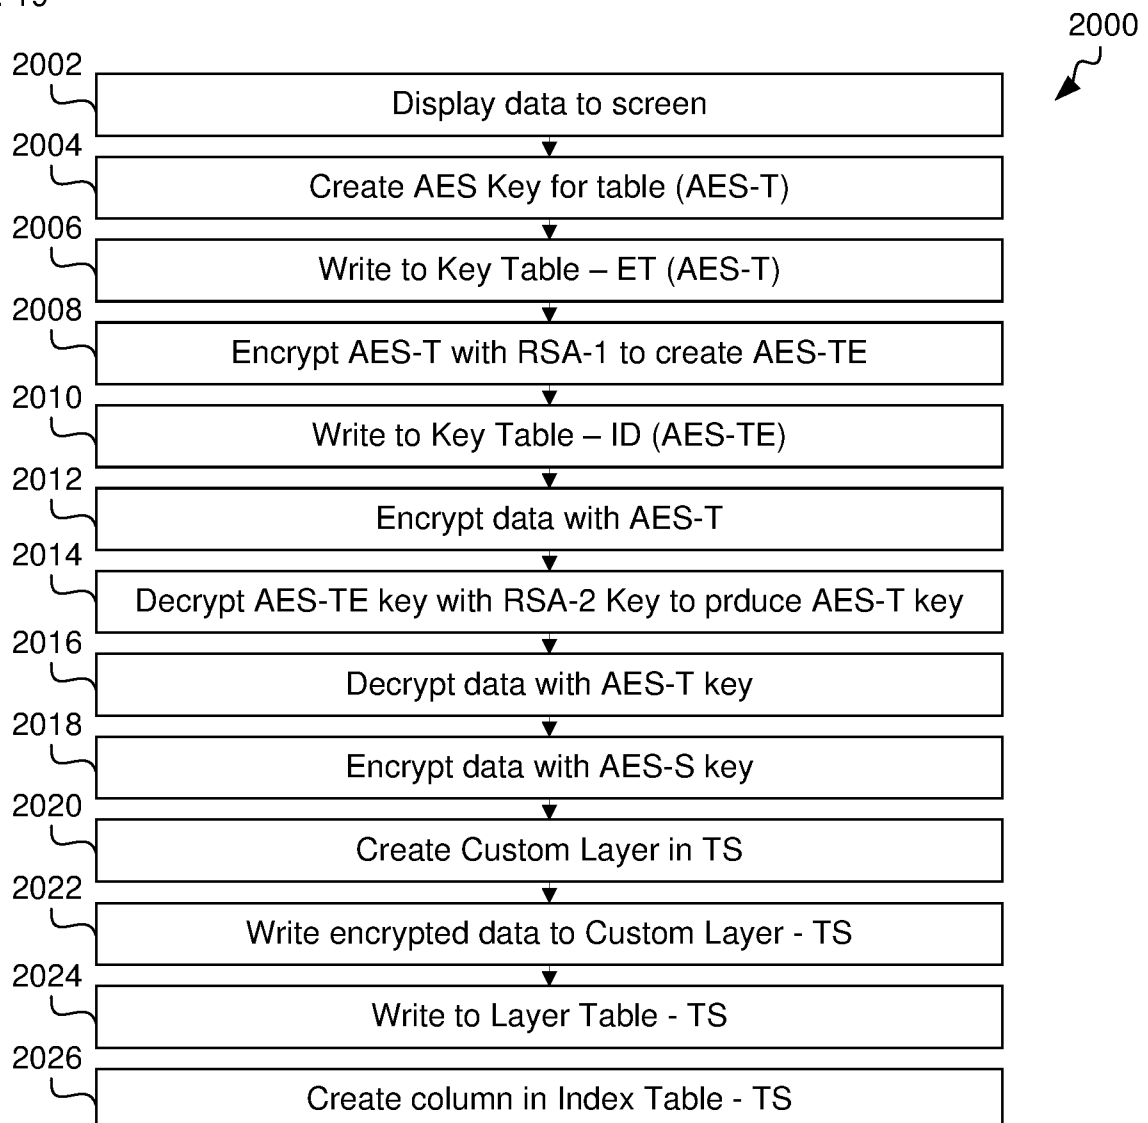 2000
2002
Display data to screen
2004
Create AES Key for table (AES-T)
2006
Write to Key Table – ET (AES-T)
2008
Encrypt AES-T with RSA-1 to create AES-TE
2010
Write to Key Table – ID (AES-TE)
2012
Encrypt data with AES-T
2014
Decrypt AES-TE key with RSA-2 Key to prduce AES-T key
2016
Decrypt data with AES-T key
2018
Encrypt data with AES-S key
2020
Create Custom Layer in TS
2022
Write encrypted data to Custom Layer - TS
2024
Write to Layer Table - TS
2026
Create column in Index Table - TS